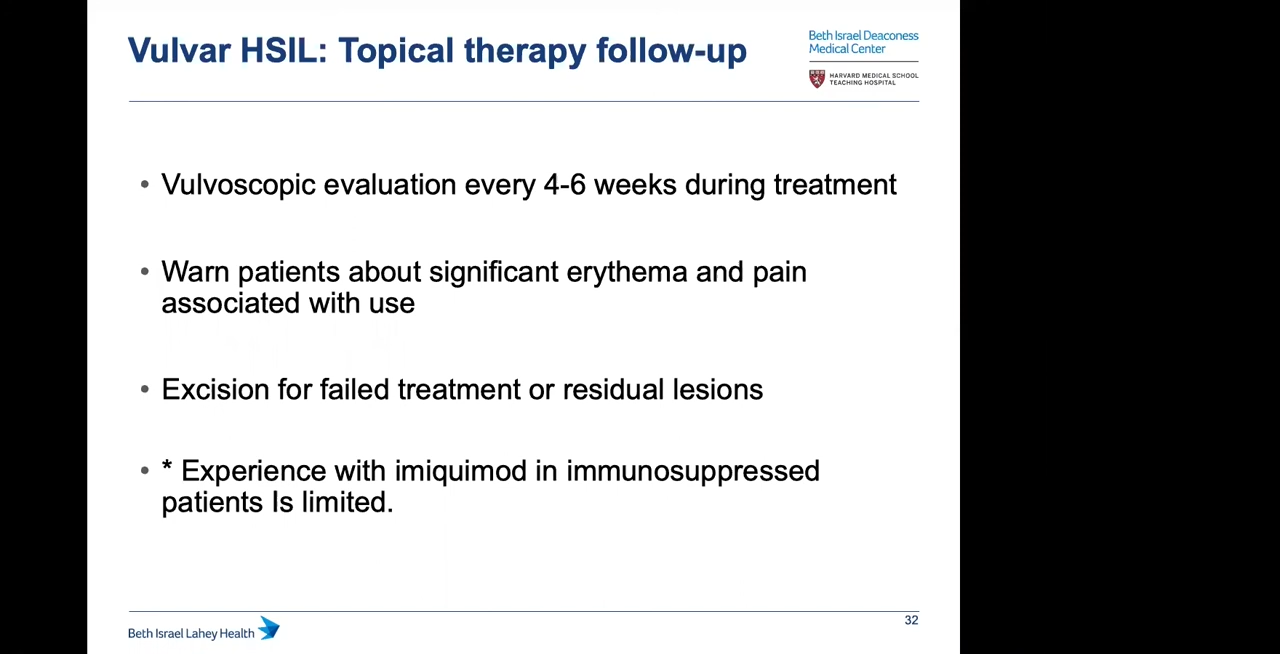 Vulvar HSIL: Topical therapy follow-up
Beth Israel Deaconess
Medical Center
HARVARD MEDICAL SCHOOL
TEACHING HOSPITAL
• Vulvoscopic evaluation every 4-6 weeks during treatment
• Warn patients about significant erythema and pain
associated with use
• Excision for failed treatment or residual lesions
• * Experience with imiquimod in immunosuppressed
patients Is limited.
Beth Israel Lahey Health
32